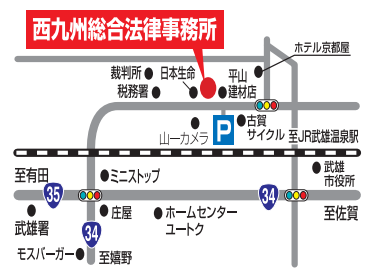 西九州総合法律事務所
ホテル京都屋
裁判所
日本生命
平山
建材店
税務署
山一カメラ
P
古賀
サイクル
至JR武雄温泉駅
至有田
ミニストップ
武雄
市役所
35
34
武雄署
庄屋
ホームセンター
ユートク
至佐賀
34
モスバーガー
至嬉野